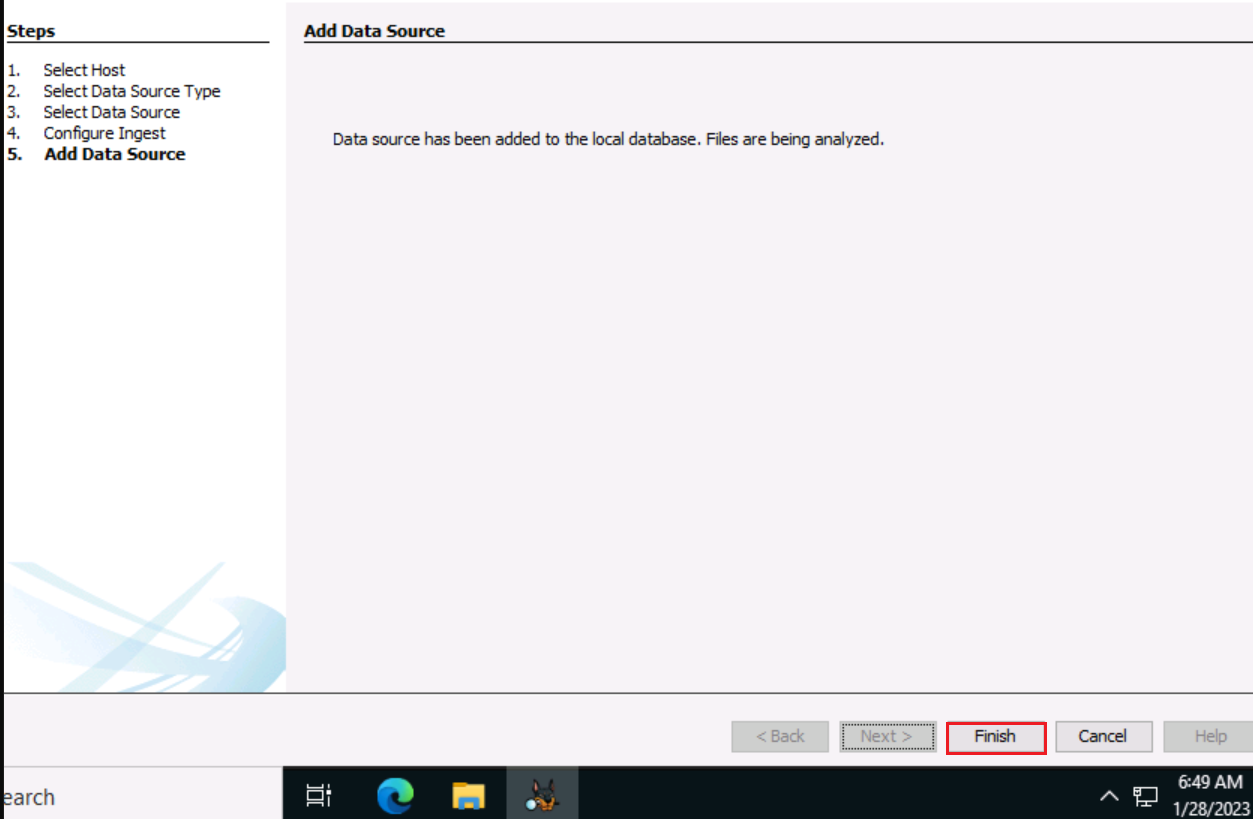 Steps
1. Select Host
2. Select Data Source Type
3. Select Data Source
4. Configure Ingest
5. Add Data Source
Add Data Source
Data source has been added to the local database. Files are being analyzed.
< Back Next > Finish Cancel Help
earch
6:49 AM
1/28/2023